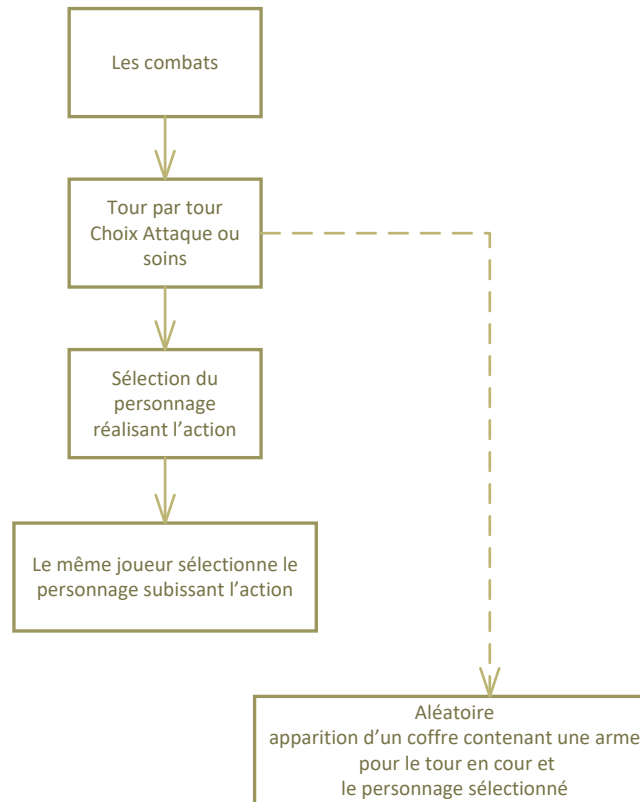 Les combats
Tour par tour
Choix Attaque ou
soins
Sélection du
personnage
réalisant l’action
Le même joueur sélectionne le
personnage subissant l’action
Aléatoire
apparition d’un coffre contenant une arme
pour le tour en cour et
le personnage sélectionné